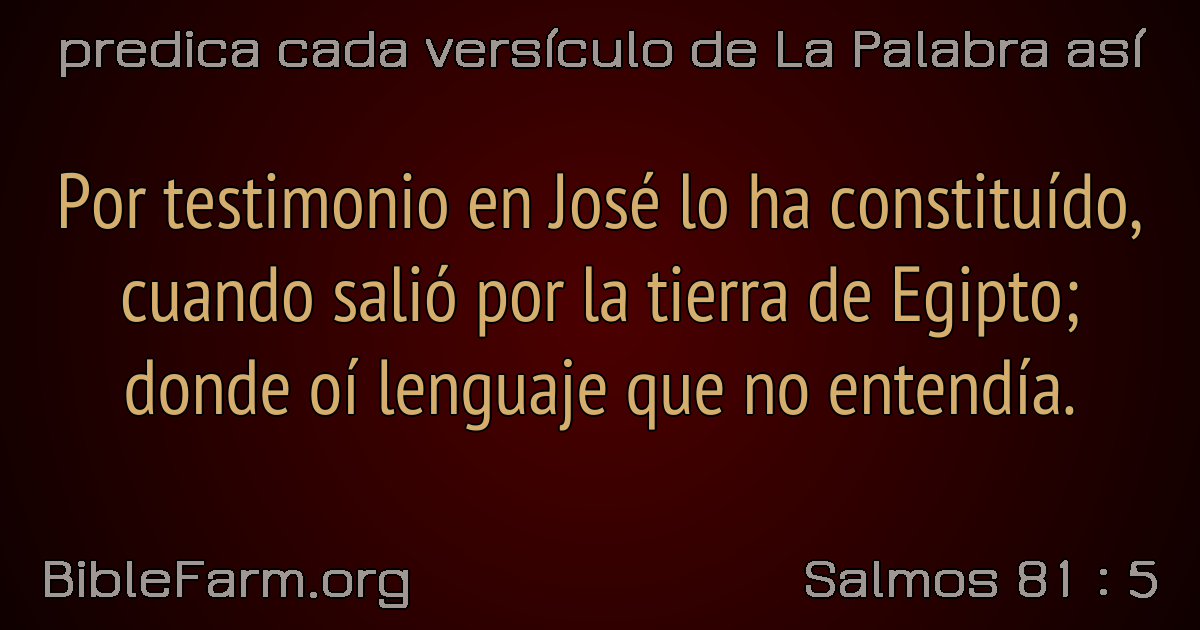 predica cada versículo de La Palabra así
Por testimonio en José lo ha constituído,
cuando salió por la tierra de Egipto;
donde oí lenguaje que no entendía.
BibleFarm.org
Salmos 81 : 5